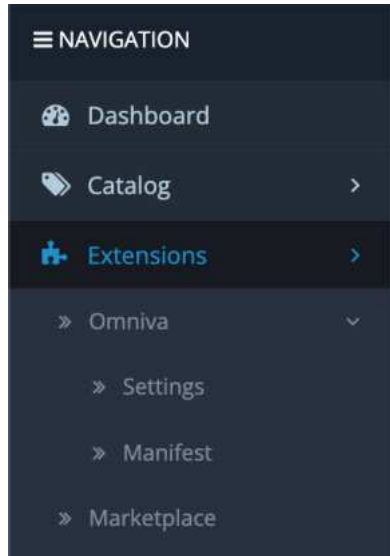 NAVIGATION
Dashboard
Catalog
Extensions
Omniva
Settings
Manifest
Marketplace